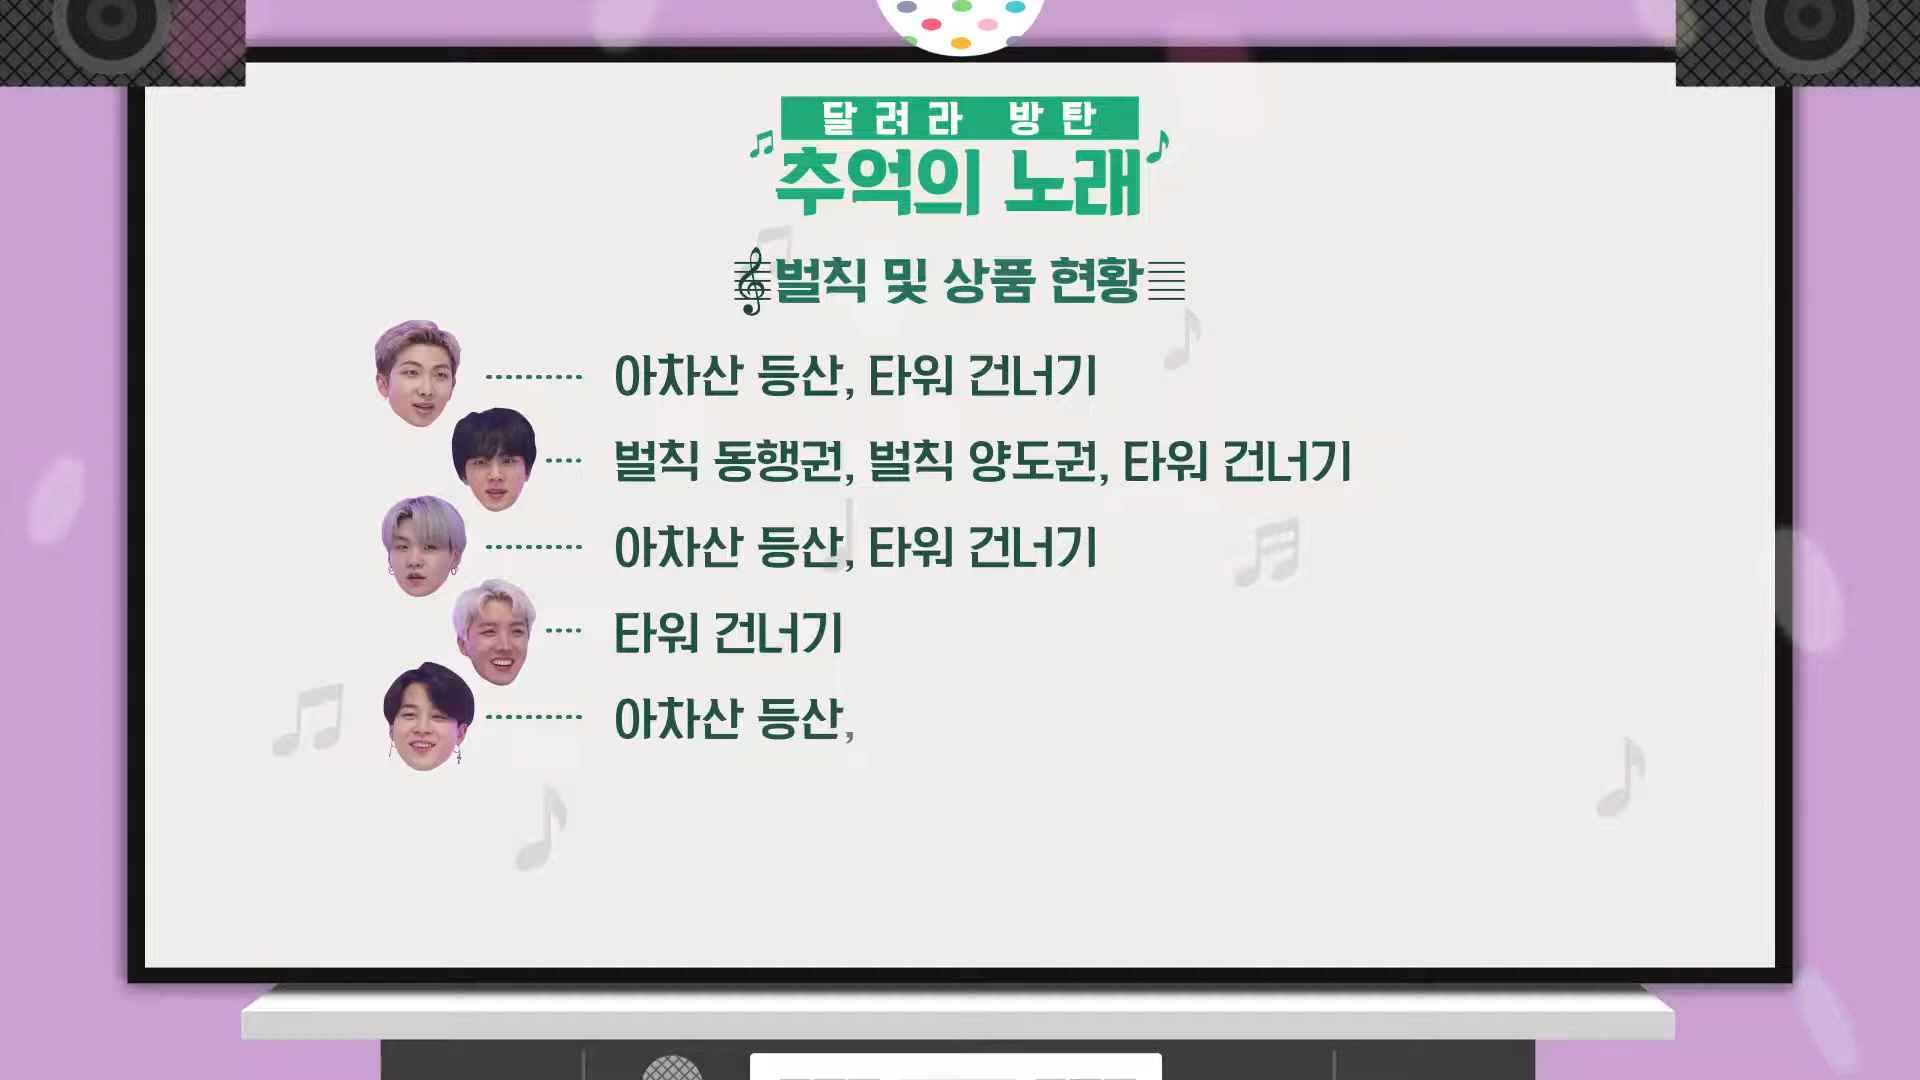 달려라 방탄
추억의 노래
벌칙 및 상품 현황
아차산 등산, 타워 건너기
벌칙 동행권, 벌칙 양도권, 타워 건너기
아차산 등산, 타워 건너기
타워 건너기
아차산 등산,